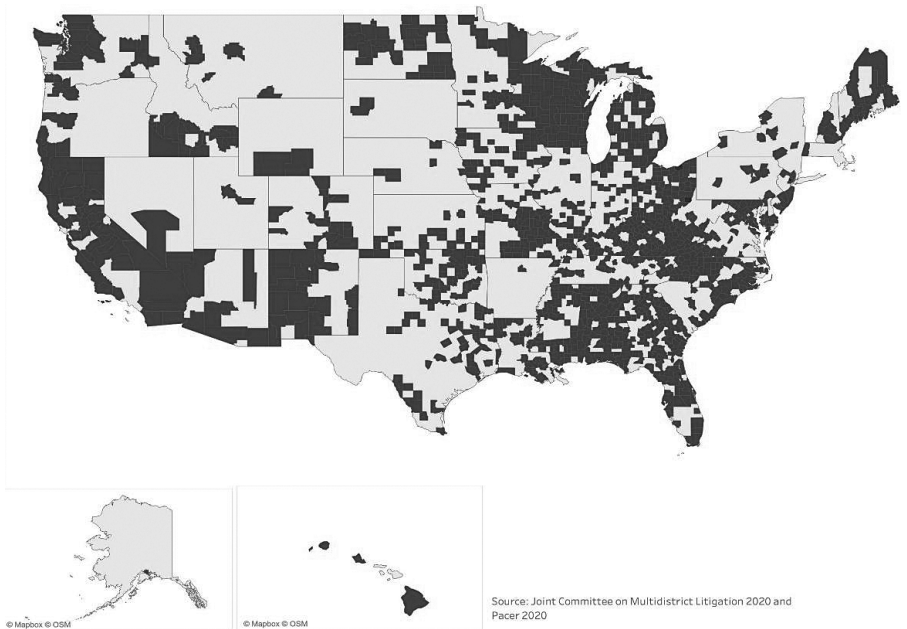 © Mapbox © OSM
© Mapbox © OSM
Source: Joint Committee on Multidistrict Litigation 2020 and
Pacer 2020